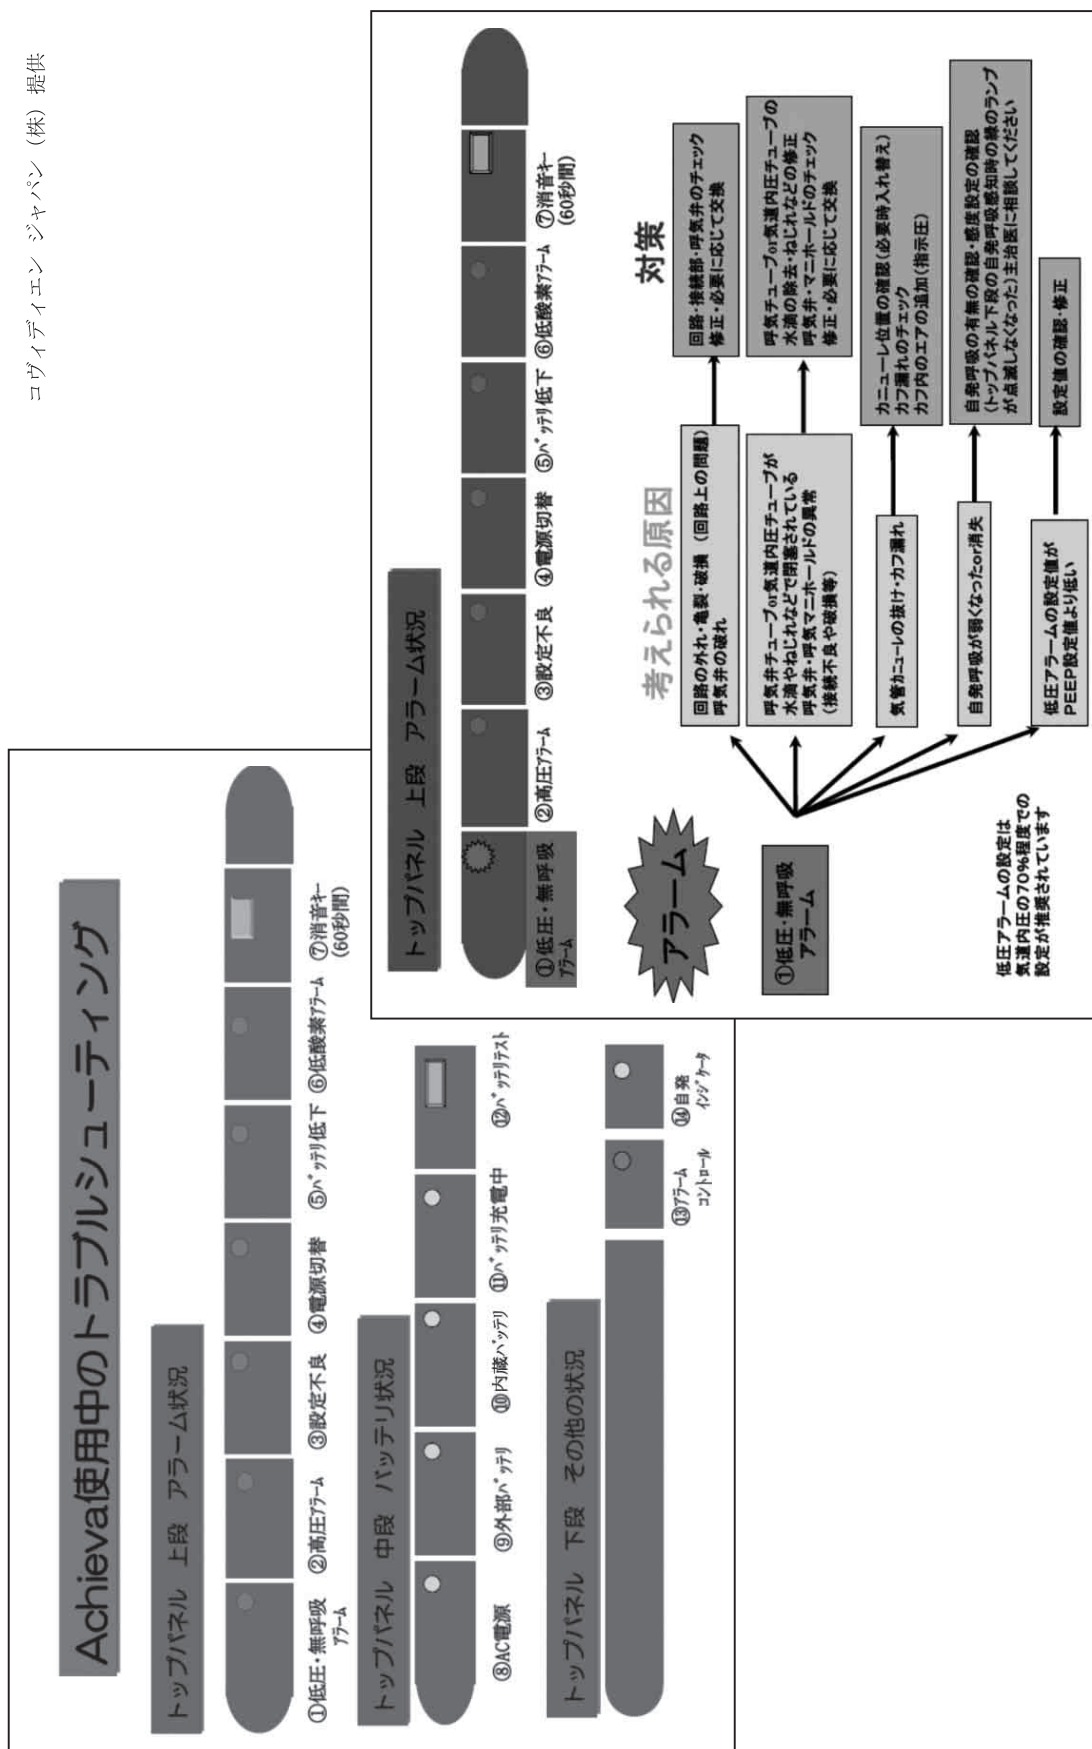 コヴィディエン ジャパン（株）提供
Achieva使用中のトラブルシューティング
トップパネル 上段 アラーム状況
①低圧・無呼吸
アラーム
②高圧アラーム
③設定不良
④電源切替
⑤バッテリ低下
⑥低酸素アラーム
⑦消音キー
(60秒間)
トップパネル 中段 バッテリ状況
⑧AC電源
⑨外部バッテリ
⑩内蔵バッテリ
⑪バッテリ充電中
⑫バッテリテスト
トップパネル 下段 その他の状況
⑬アラーム
コントロール
⑭自発
インジケータ
トップパネル 上段 アラーム状況
①低圧・無呼吸
アラーム
②高圧アラーム
③設定不良
④電源切替
⑤バッテリ低下
⑥低酸素アラーム
⑦消音キー
(60秒間)
アラーム
考えられる原因
対策
①低圧・無呼吸
アラーム
回路の外れ・亀裂・破損（回路上の問題）
呼気弁の破れ
回路・接続部・呼気弁のチェック
修正・必要に応じて交換
呼気弁チューブor気道内圧チューブが
水滴やねじれなどで閉塞されている
呼気弁・呼気マニホールドの異常
(接続不良や破損等)
呼気チューブor気道内圧チューブの
水滴の除去・ねじれなどの修正
呼気弁・マニホールドのチェック
修正・必要に応じて交換
気管カニューレの抜け・カフ漏れ
カニューレ位置の確認(必要時入れ替え)
カフ漏れのチェック
カフ内のエアの追加(指示圧)
自発呼吸が弱くなったor消失
自発呼吸の有無の確認・感度設定の確認
(トップパネル下段の自発呼吸感知時の緑のランプ
が点滅しなくなった)主治医に相談してください
低圧アラームの設定値が
PEEP設定値より低い
設定値の確認・修正
低圧アラームの設定は
気道内圧の70%程度での
設定が推奨されています